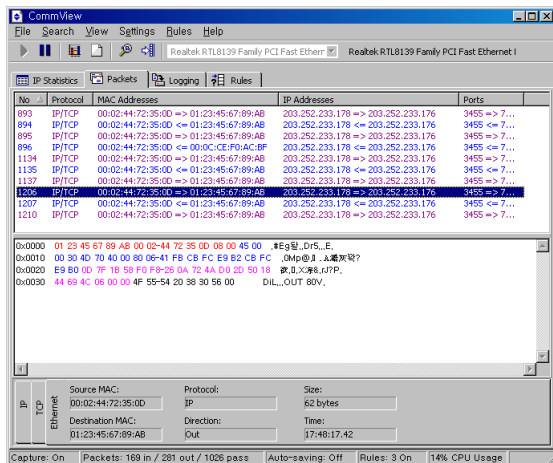 CommView
File Search View Settings Rules Help
Realtek RTL8139 Family PCI Fast Etherr Realtek RTL8139 Family PCI Fast Ethernet I
IP Statistics Packets Logging Rules
No Protocol MAC Addresses IP Addresses Ports
893 IP/TCP 00:02:44:72:35:0D => 01:23:45:67:89:AB 203.252.233.178 => 203.252.233.176 3455 => 7...
894 IP/TCP 00:02:44:72:35:0D <= 01:23:45:67:89:AB 203.252.233.178 <= 203.252.233.176 3455 <= 7...
895 IP/TCP 00:02:44:72:35:0D => 01:23:45:67:89:AB 203.252.233.178 => 203.252.233.176 3455 => 7...
896 IP/TCP 00:02:44:72:35:0D <= 00:0C:CE:F0:AC:BF 203.252.233.178 <= 203.252.233.176 3455 <= 7...
1134 IP/TCP 00:02:44:72:35:0D => 01:23:45:67:89:AB 203.252.233.178 => 203.252.233.176 3455 => 7...
1135 IP/TCP 00:02:44:72:35:0D <= 01:23:45:67:89:AB 203.252.233.178 <= 203.252.233.176 3455 <= 7...
1137 IP/TCP 00:02:44:72:35:0D => 01:23:45:67:89:AB 203.252.233.178 => 203.252.233.176 3455 => 7...
1206 IP/TCP 00:02:44:72:35:0D => 01:23:45:67:89:AB 203.252.233.178 => 203.252.233.176 3455 => 7...
1207 IP/TCP 00:02:44:72:35:0D <= 01:23:45:67:89:AB 203.252.233.178 <= 203.252.233.176 3455 <= 7...
1210 IP/TCP 00:02:44:72:35:0D => 01:23:45:67:89:AB 203.252.233.178 => 203.252.233.176 3455 => 7...
0x0000 01 23 45 67 89 AB 00 02-44 72 35 0D 08 00 45 00
0x0010 00 30 4D 70 40 00 80 06-41 FB CB FC E9 B2 CB FC
0x0020 E9 B0 0D 7F 1B 58 F0 F8-26 0A 72 4A D0 2D 50 18
0x0030 44 69 4C 06 00 00 4F 55-54 20 38 30 56 00 DiL,,,OUT 80V,
IP
TCP
Ethernet
Source MAC: Protocol: Size:
00:02:44:72:35:0D IP 62 bytes
Destination MAC: Direction: Time:
01:23:45:67:89:AB Out 17:48:17.42
Capture: On Packets: 169 in / 281 out / 1026 pass Auto-saving: Off Rules: 3 On 14% CPU Usage